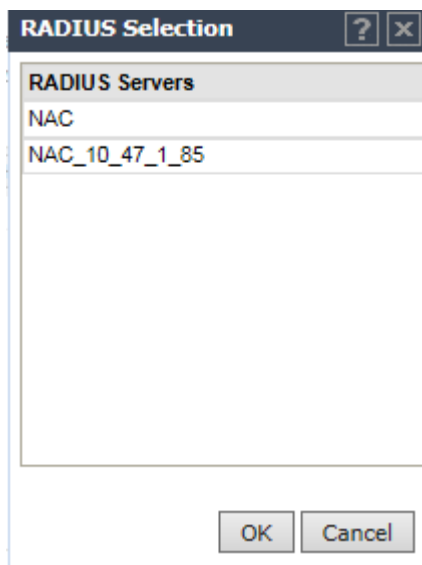 RADIUS Selection ? x
RADIUS Servers
NAC
NAC_10_47_1_85
OK Cancel